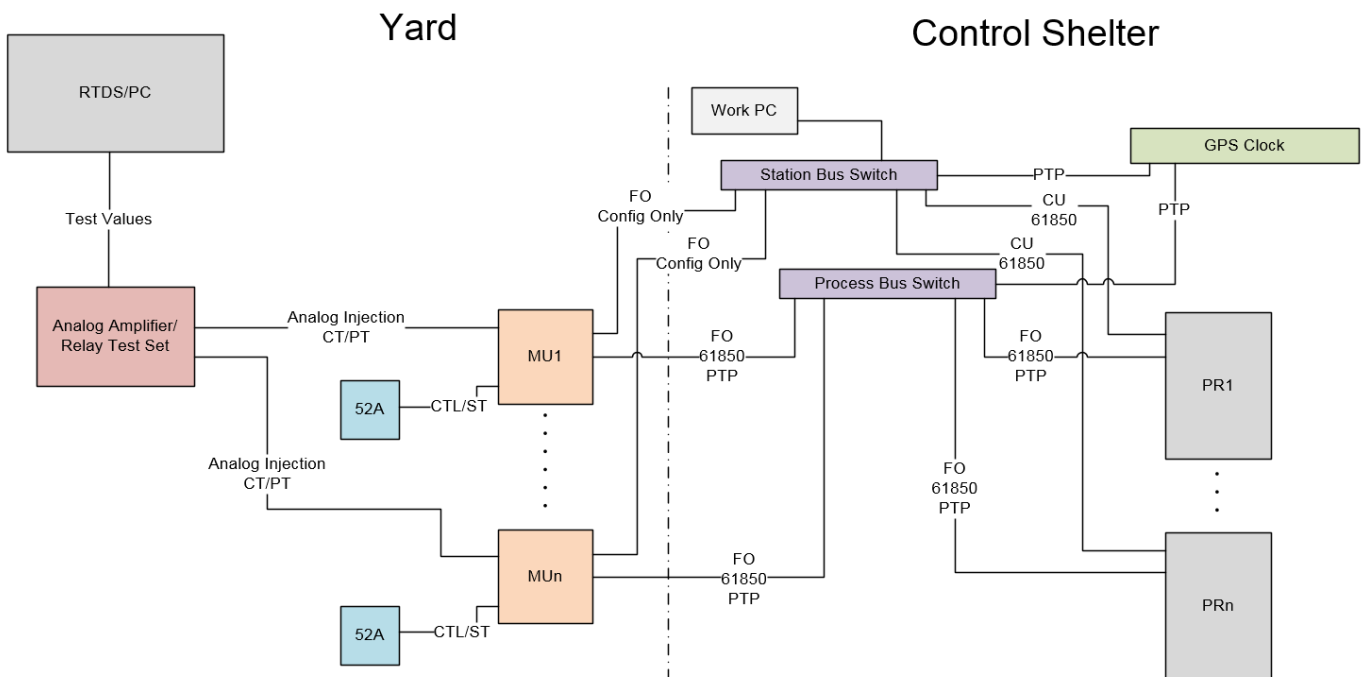 Yard
Control Shelter
RTDS/PC
Work PC
GPS Clock
Station Bus Switch
PTP
FO
Config Only
CU
61850
PTP
Test Values
FO
Config Only
CU
61850
Process Bus Switch
Analog Amplifier/
Relay Test Set
Analog Injection
CT/PT
MU1
FO
61850
PTP
FO
61850
PTP
PR1
52A
CTL/ST
Analog Injection
CT/PT
FO
61850
PTP
MUn
FO
61850
PTP
PRn
52A
CTL/ST